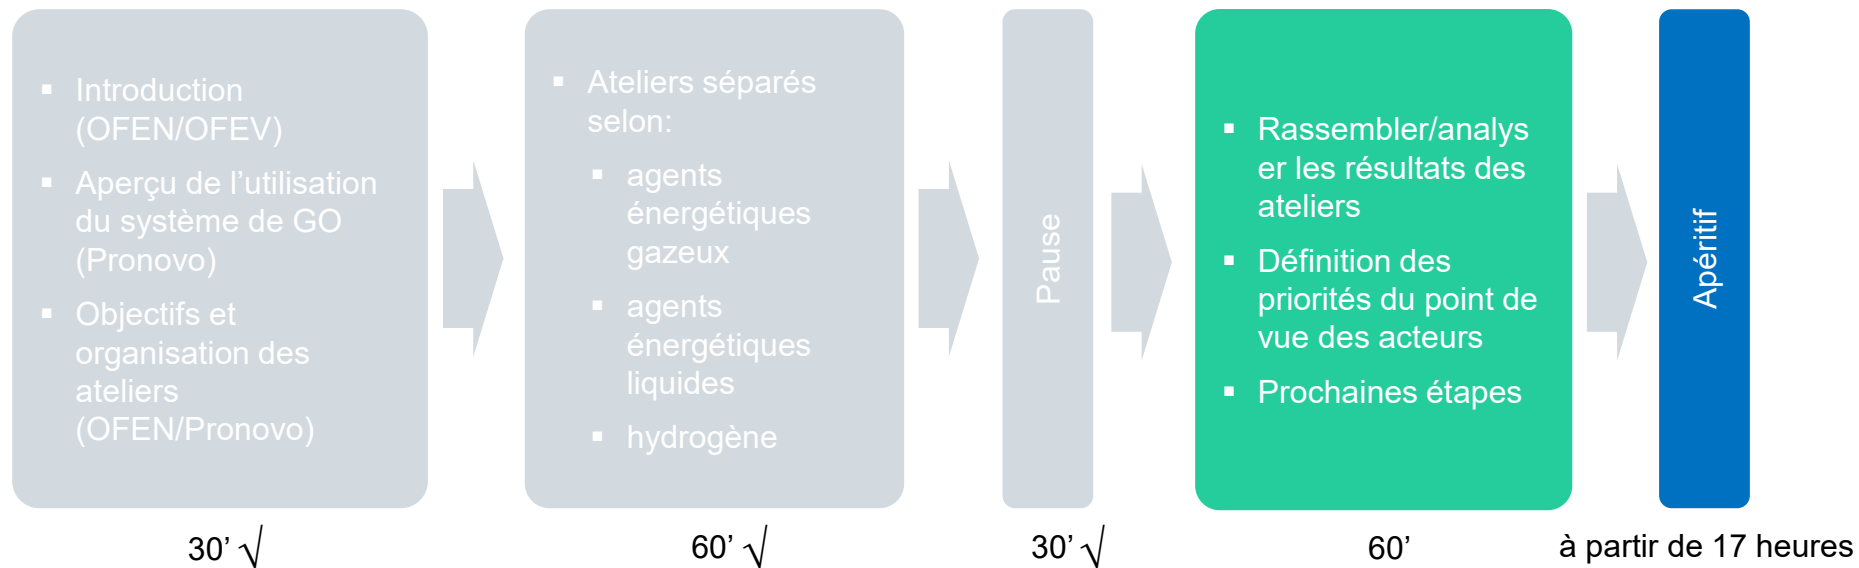 Introduction
(OFEN/OFEV)
Aperçu de l’utilisation
du système de GO
(Pronovo)
Objectifs et
organisation des
ateliers
(OFEN/Pronovo)
30’ √
Ateliers séparés
selon:
agents
énergétiques
gazeux
agents
énergétiques
liquides
hydrogène
60’ √
Pause
30’ √
Rassembler/analys
er les résultats des
ateliers
Définition des
priorités du point de
vue des acteurs
Prochaines étapes
60’
Apéritif
à partir de 17 heures